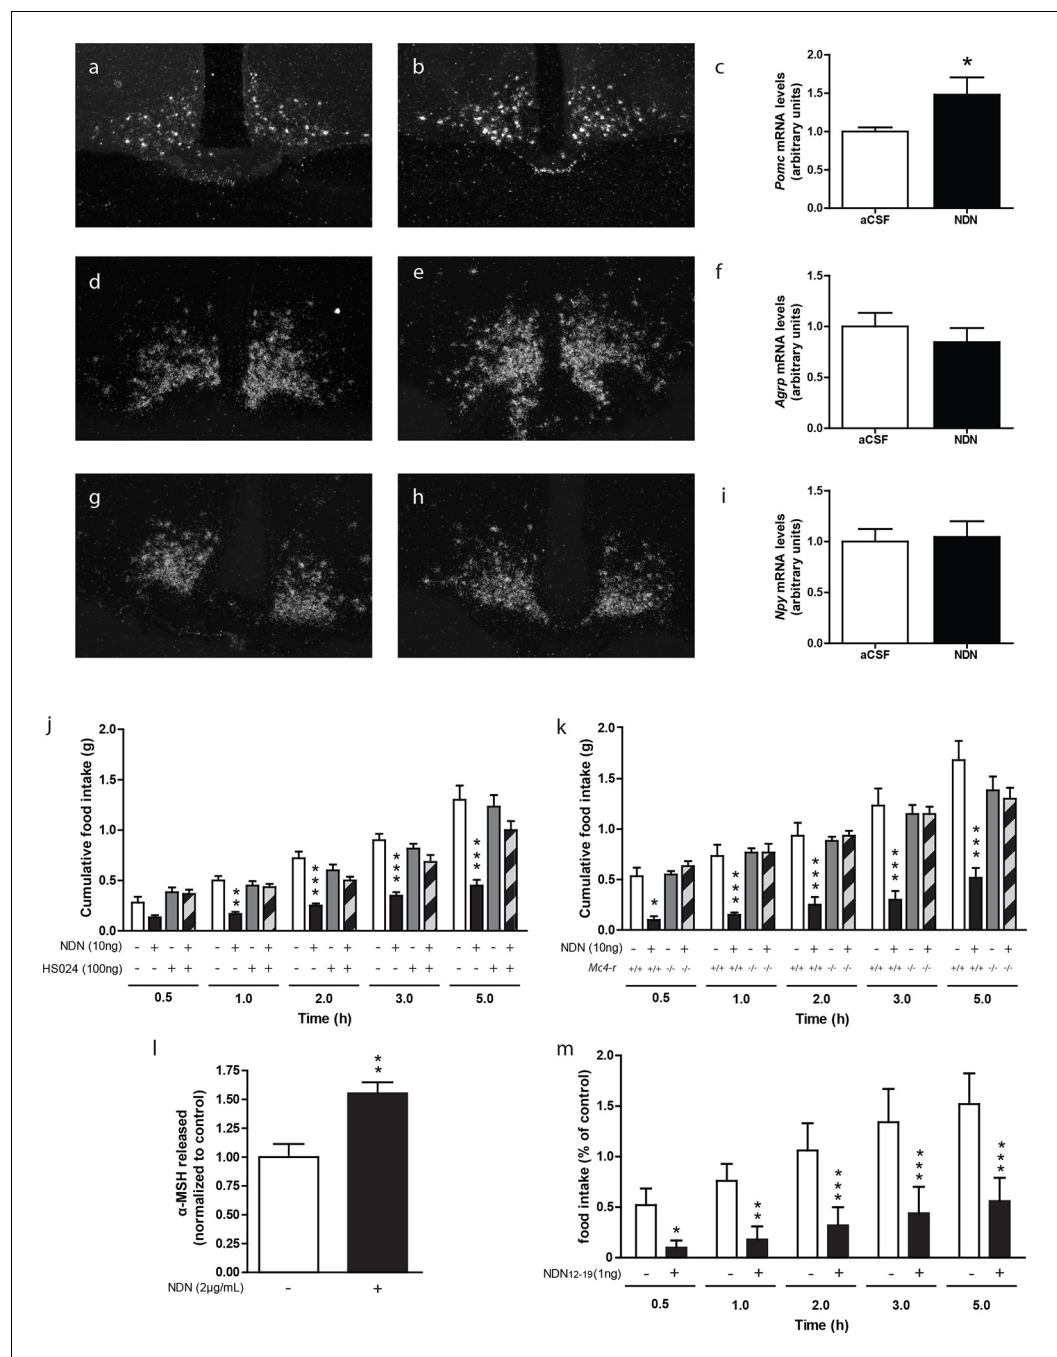 a
b
c
2.0
1.5
1.0
0.5
0.0
Pomc mRNA levels
(arbitrary units)
*
aCSF NDN
d
e
f
1.5
1.0
0.5
0.0
Agrp mRNA levels
(arbitrary units)
aCSF NDN
g
h
i
1.5
1.0
0.5
0.0
Npy mRNA levels
(arbitrary units)
aCSF NDN
j
2.0
1.5
1.0
0.5
0.0
Cumulative food intake (g)
** *** *** ***
NDN (10ng) - + - + - + - + - + - + - + - + - + - +
HS024 (100ng) - - + + - - + + - - + + - - + + - - + +
0.5 1.0 2.0 3.0 5.0
Time (h)
k
2.0
1.5
1.0
0.5
0.0
Cumulative food intake (g)
* *** *** *** ***
NDN (10ng) - + - + - + - + - + - + - + - + - + - +
Mc4-r +/+ +/+ -/- -/- +/+ +/+ -/- -/- +/+ +/+ -/- -/- +/+ +/+ -/- -/- +/+ +/+ -/- -/-
0.5 1.0 2.0 3.0 5.0
Time (h)
l
1.75
1.50
1.25
1.00
0.75
0.50
0.25
0.00
α-MSH released
(normalized to control)
**
NDN (2µg/mL) - +
m
2.0
1.5
1.0
0.5
0
food intake (% of control)
* ** *** *** ***
NDN12-19(1ng) - + - + - + - + - +
0.5 1.0 2.0 3.0 5.0
Time (h)